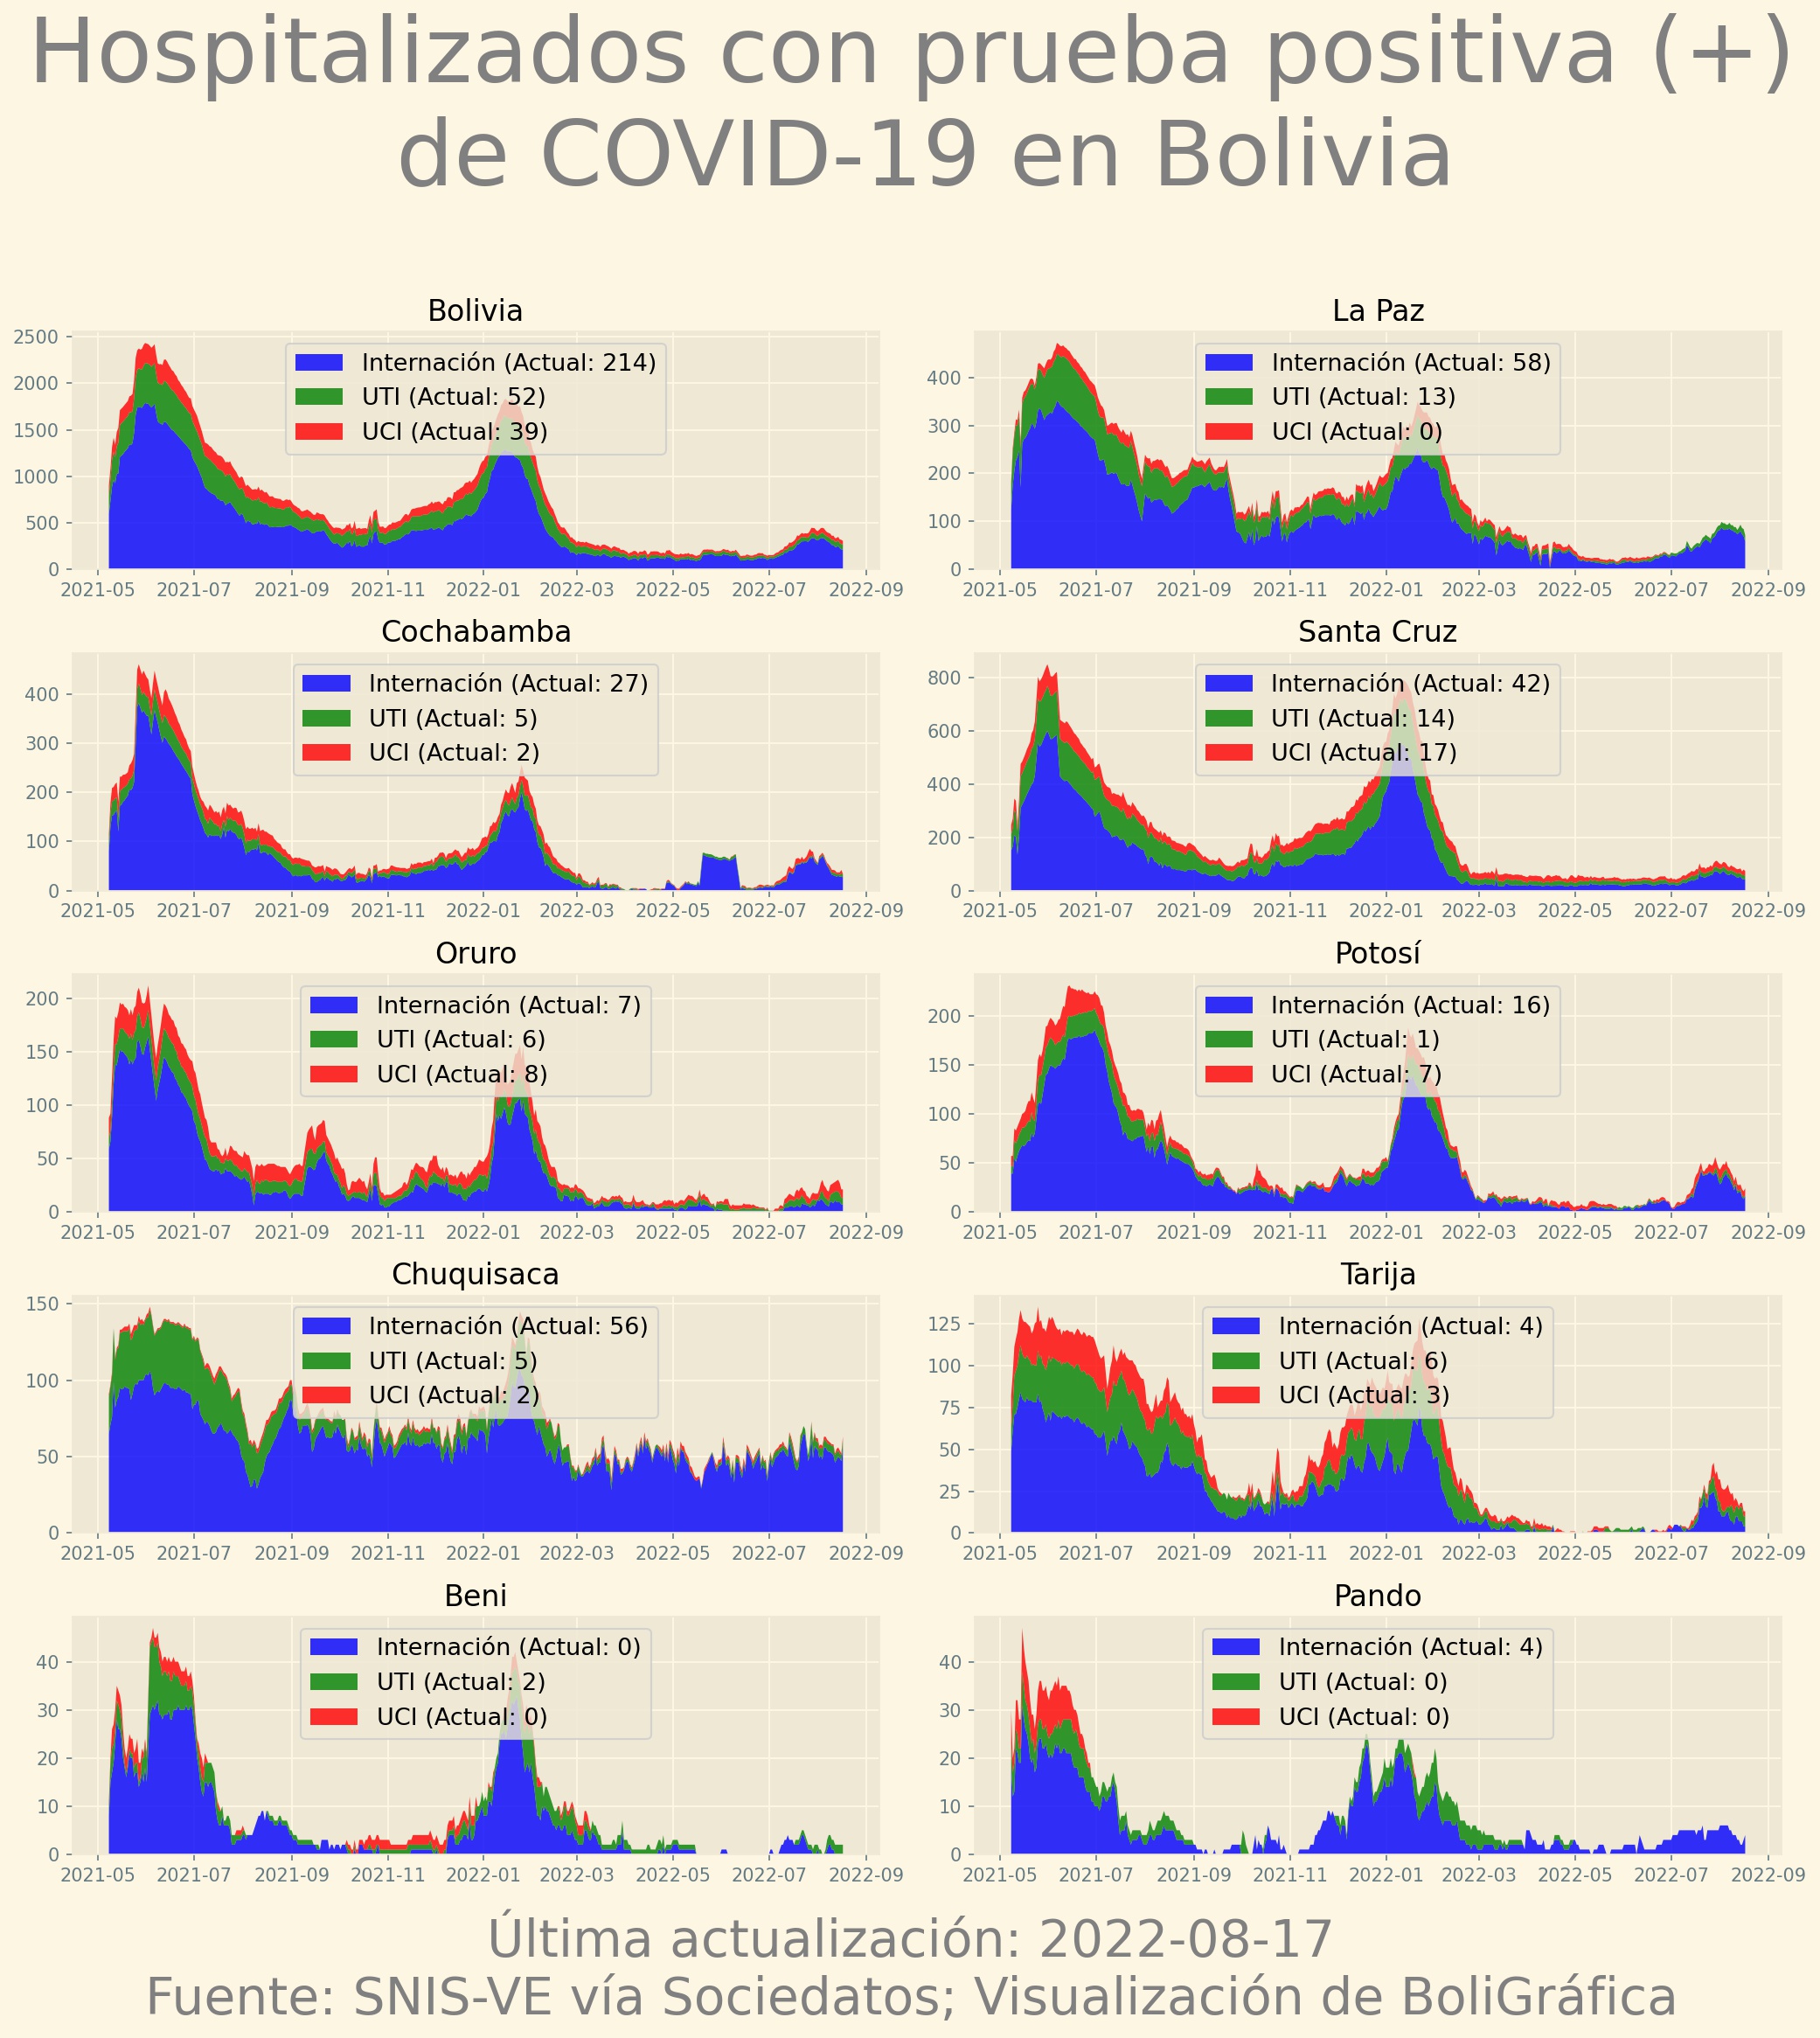 Hospitalizados con prueba positiva (+)
de COVID-19 en Bolivia
Bolivia
2500
2000
1500
1000
500
0
Internación (Actual: 214)
UTI (Actual: 52)
UCI (Actual: 39)
2021-05 2021-07 2021-09 2021-11 2022-01 2022-03 2022-05 2022-07 2022-09
La Paz
400
300
200
100
0
Internación (Actual: 58)
UTI (Actual: 13)
UCI (Actual: 0)
2021-05 2021-07 2021-09 2021-11 2022-01 2022-03 2022-05 2022-07 2022-09
Cochabamba
400
300
200
100
0
Internación (Actual: 27)
UTI (Actual: 5)
UCI (Actual: 2)
2021-05 2021-07 2021-09 2021-11 2022-01 2022-03 2022-05 2022-07 2022-09
Santa Cruz
800
600
400
200
0
Internación (Actual: 42)
UTI (Actual: 14)
UCI (Actual: 17)
2021-05 2021-07 2021-09 2021-11 2022-01 2022-03 2022-05 2022-07 2022-09
Oruro
200
150
100
50
0
Internación (Actual: 7)
UTI (Actual: 6)
UCI (Actual: 8)
2021-05 2021-07 2021-09 2021-11 2022-01 2022-03 2022-05 2022-07 2022-09
Potosí
200
150
100
50
0
Internación (Actual: 16)
UTI (Actual: 1)
UCI (Actual: 7)
2021-05 2021-07 2021-09 2021-11 2022-01 2022-03 2022-05 2022-07 2022-09
Chuquisaca
150
100
50
0
Internación (Actual: 56)
UTI (Actual: 5)
UCI (Actual: 2)
2021-05 2021-07 2021-09 2021-11 2022-01 2022-03 2022-05 2022-07 2022-09
Tarija
125
100
75
50
25
0
Internación (Actual: 4)
UTI (Actual: 6)
UCI (Actual: 3)
2021-05 2021-07 2021-09 2021-11 2022-01 2022-03 2022-05 2022-07 2022-09
Beni
40
30
20
10
0
Internación (Actual: 0)
UTI (Actual: 2)
UCI (Actual: 0)
2021-05 2021-07 2021-09 2021-11 2022-01 2022-03 2022-05 2022-07 2022-09
Pando
40
30
20
10
0
Internación (Actual: 4)
UTI (Actual: 0)
UCI (Actual: 0)
2021-05 2021-07 2021-09 2021-11 2022-01 2022-03 2022-05 2022-07 2022-09
Última actualización: 2022-08-17
Fuente: SNIS-VE vía Sociedatos; Visualización de BoliGráfica